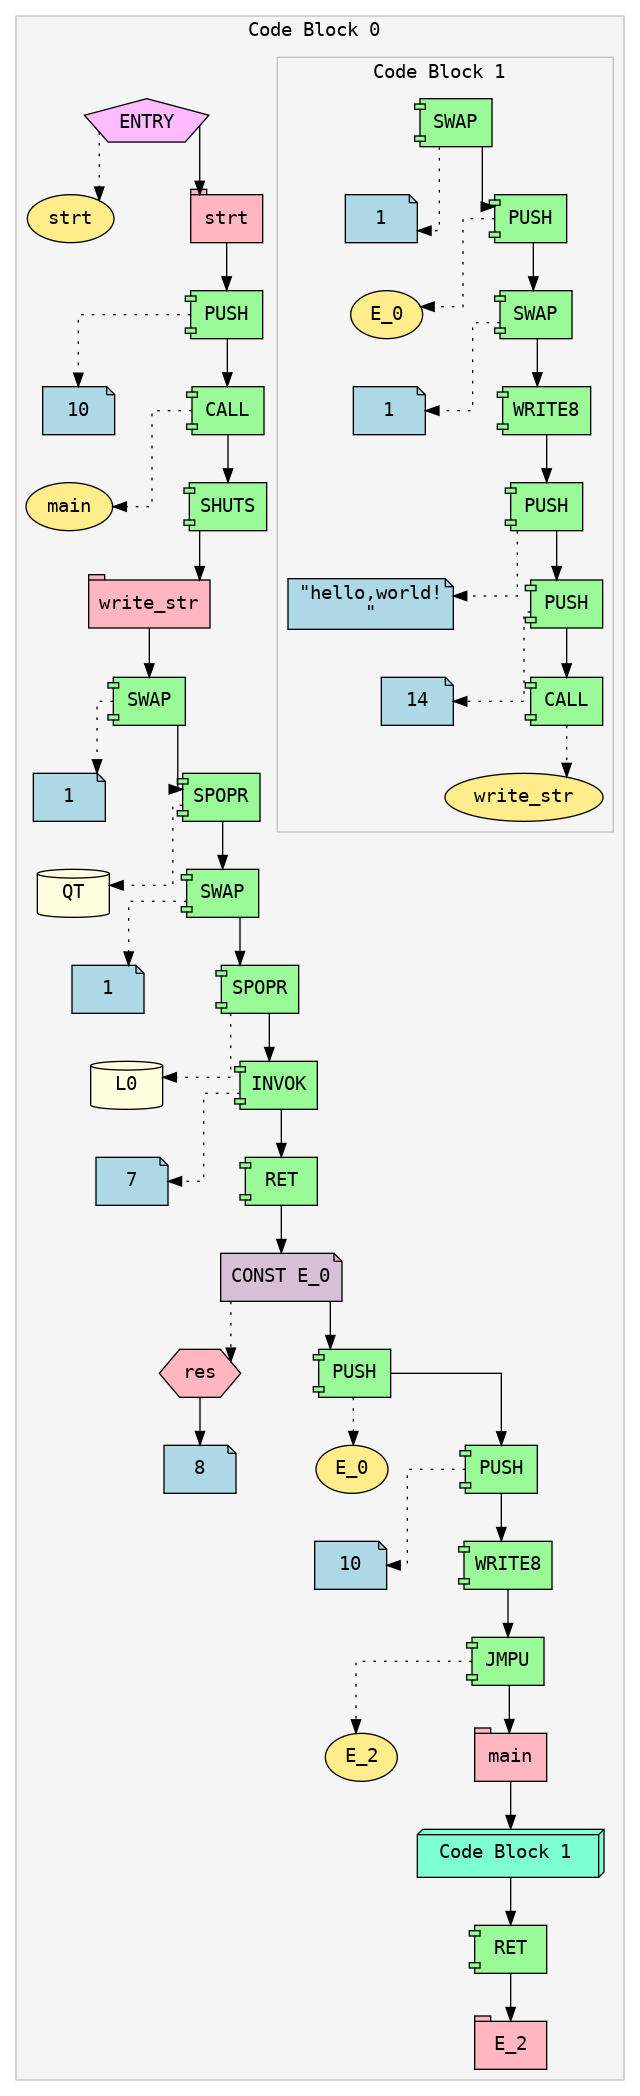 Code Block 0
Code Block 1
ENTRY
SWAP
strt
strt
1
PUSH
PUSH
E_0
SWAP
10
CALL
1
WRITE8
main
SHUTS
PUSH
write_str
"hello,world!
"
PUSH
SWAP
14
CALL
1
SPOPR
write_str
QT
SWAP
1
SPOPR
L0
INVOK
7
RET
CONST E_0
res
PUSH
8
E_0
PUSH
10
WRITE8
JMPU
E_2
main
Code Block 1
RET
E_2